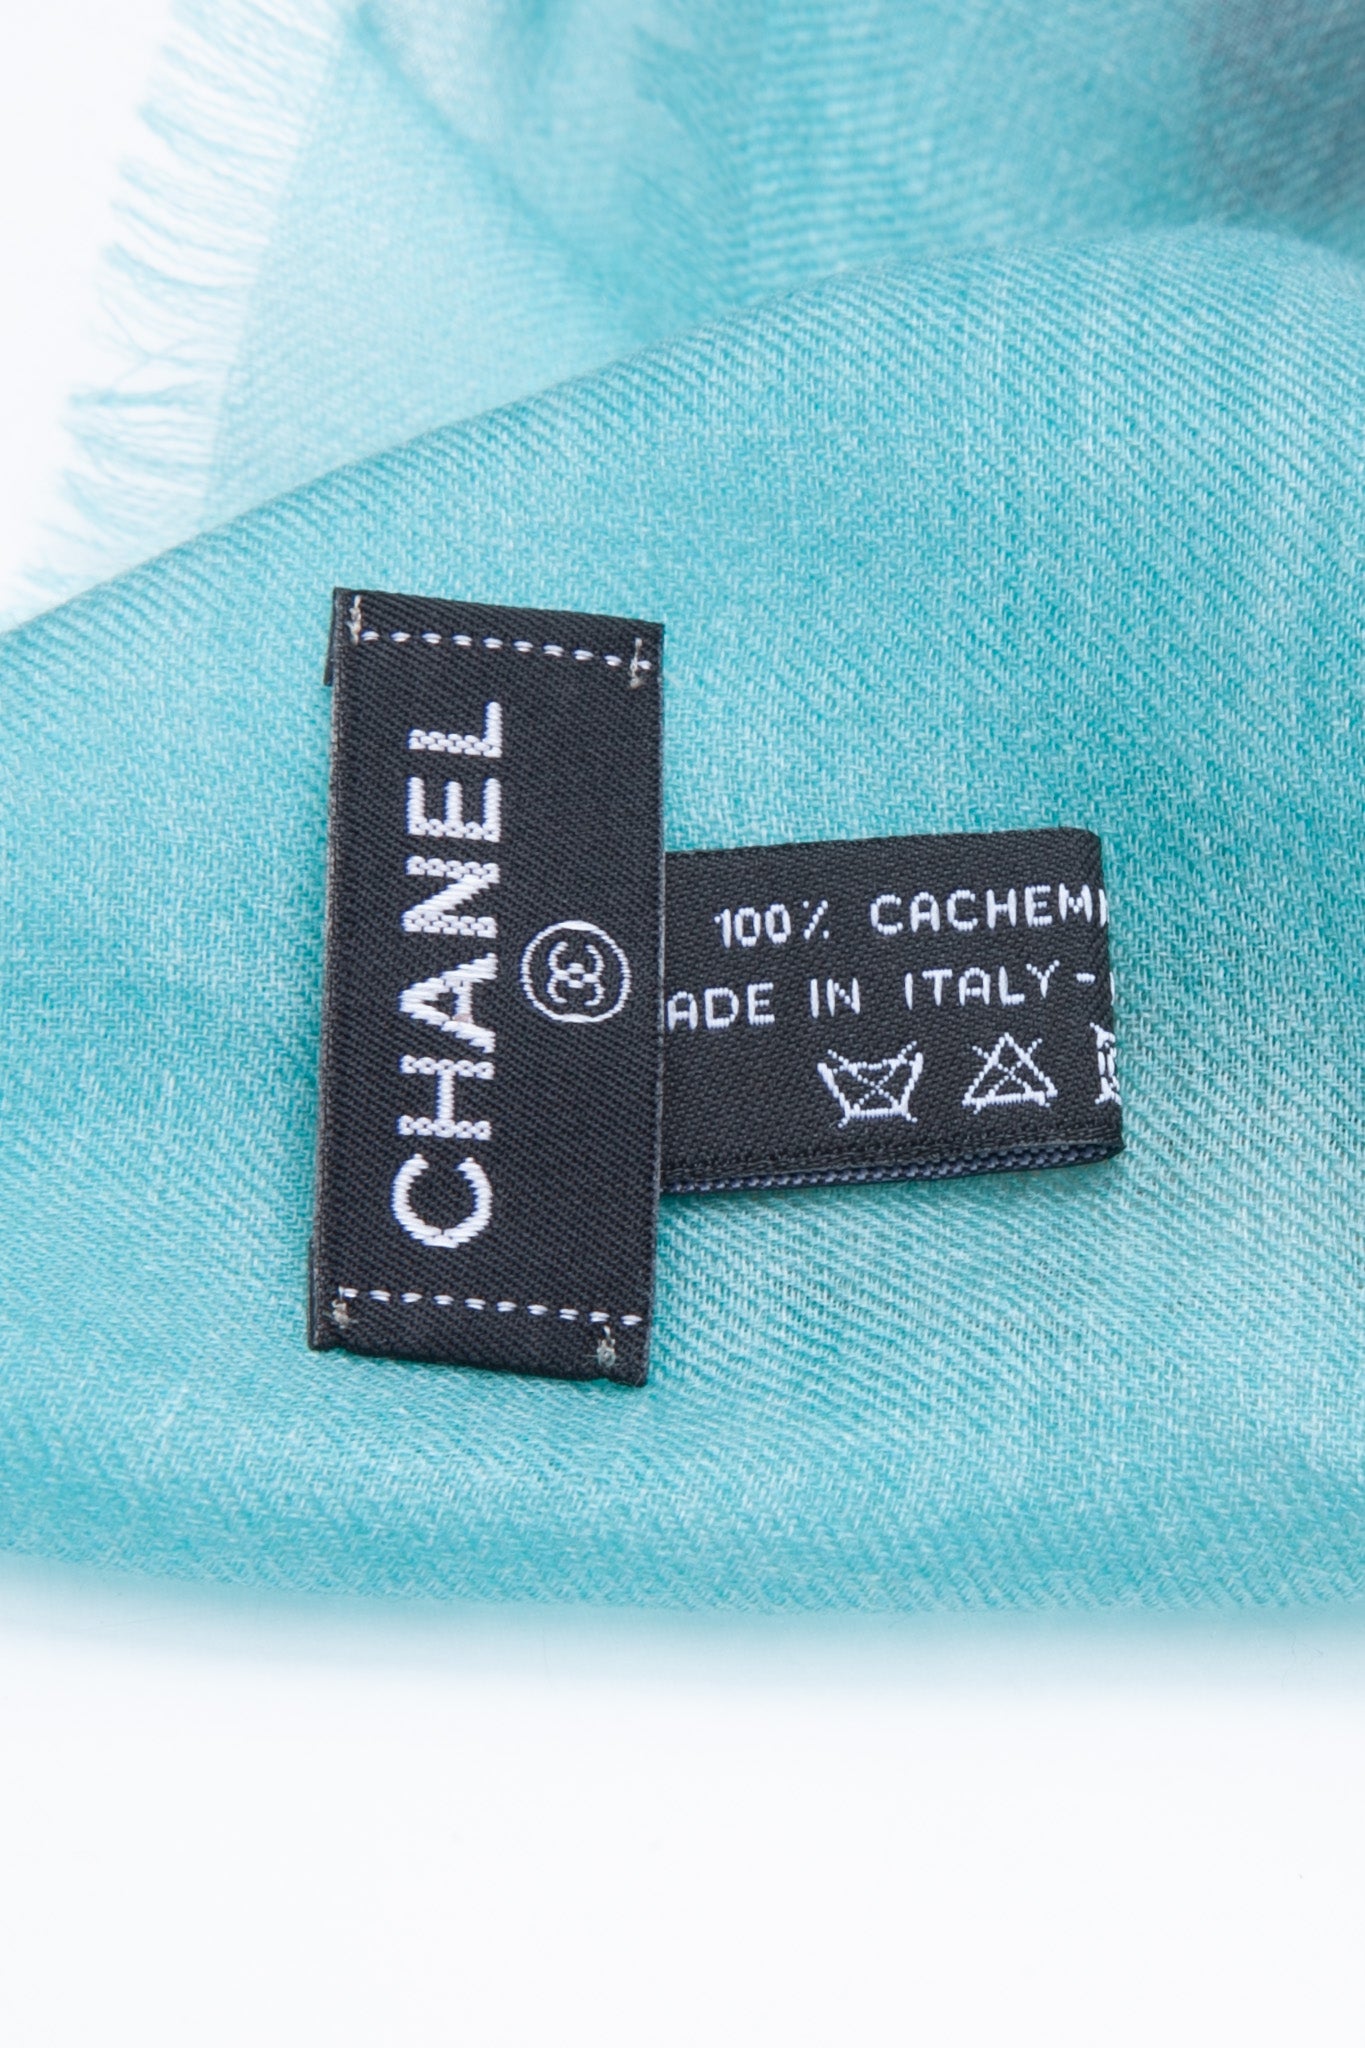 CHANEL
100% CACHEM
ADE IN ITALY -